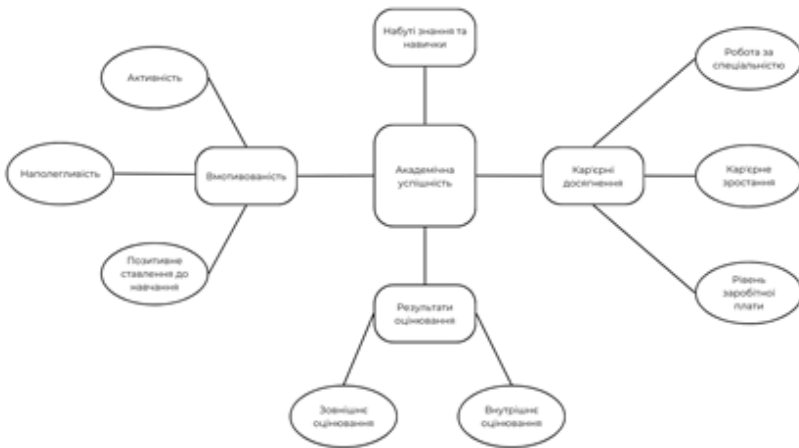 Набуті знання та
навички
Активність
Робота за
спеціальністю
Наполегливість
Вмотивованість
Академічна
успішність
Кар'єрні
досягнення
Кар'єрне
зростання
Позитивне
ставлення до
навчання
Результати
оцінювання
Рівень
заробітної
плати
Зовнішнє
оцінювання
Внутрішнє
оцінювання